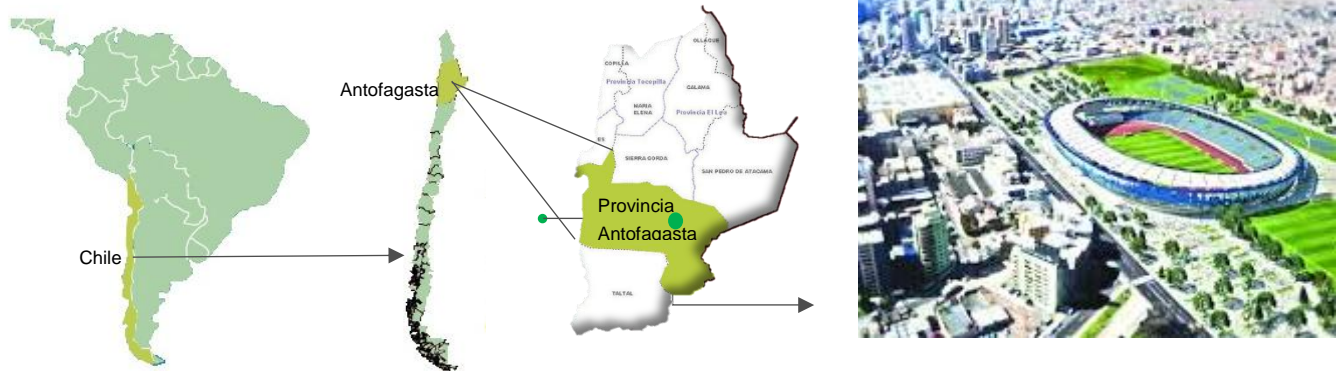 Chile
Antofagasta
OLLAGUE
Provincia Tocopilla
CALAMA
MARIA
ELENA
Provincia El Loa
SIERRA GORDA
SAN PEDRO DE ATACAMA
Provincia
Antofagasta
TALTAL